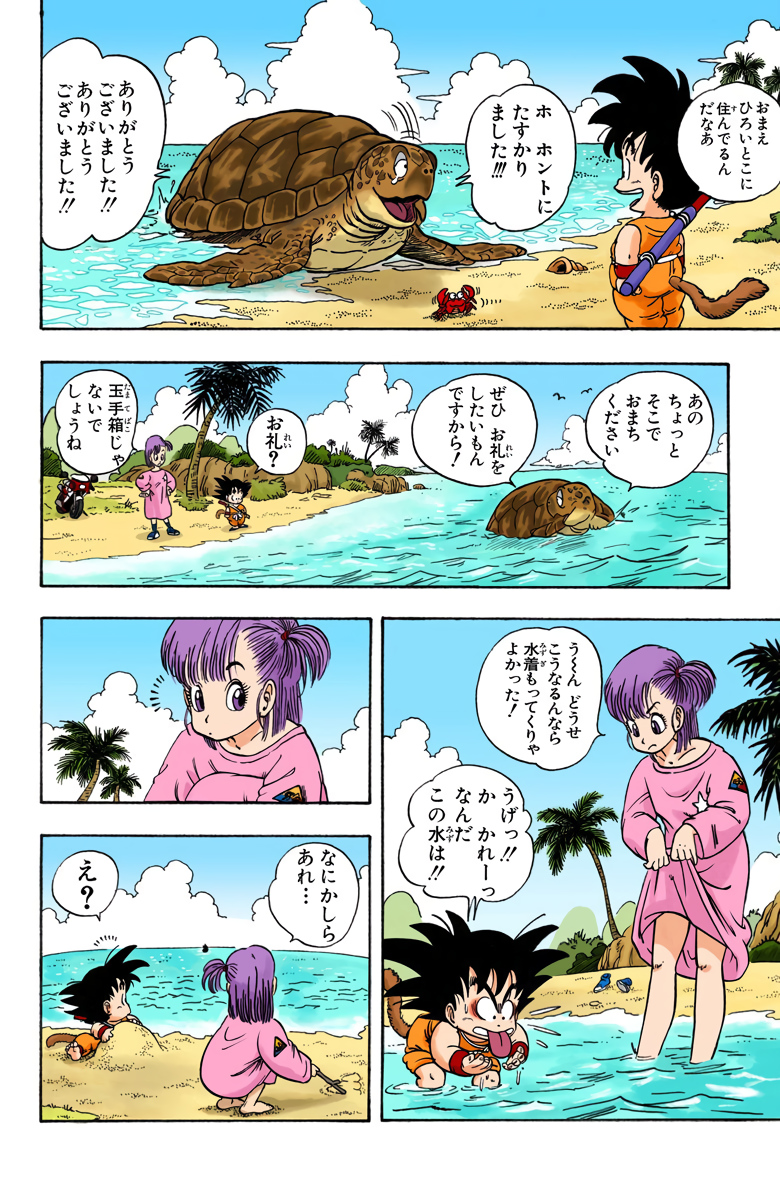 おまえ
ひろいとこに
住んでるん
だなあ
ホ ホントに
たすかり
ました!!!
ありがとう
ございました!!
ありがとう
ございました!!
あの
ちょっと
そこで
おまち
ください
ぜひ お礼を
したいもん
ですから!
お礼?
玉手箱じゃ
ないで
しょうね
う〜ん どうせ
こうなるんなら
水着もってくりゃ
よかった!
うげっ!!
か かれーっ
なんだ
この水は!!
なにかしら
あれ…
え?